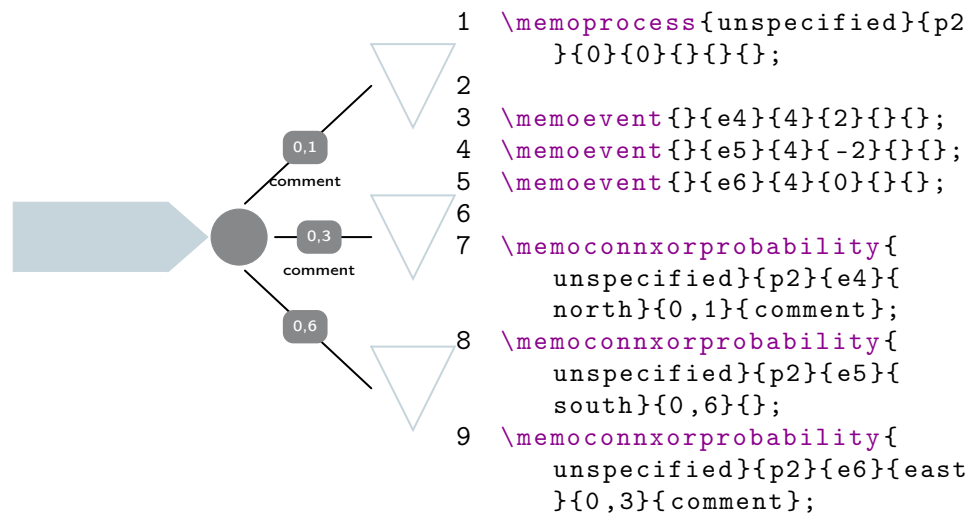 0,1
comment
0,3
comment
0,6
1 \memoprocess{unspecified}{p2
}{0}{0}{}{}{};
2
3 \memoevent{}{e4}{4}{2}{}{};
4 \memoevent{}{e5}{4}{-2}{}{};
5 \memoevent{}{e6}{4}{0}{}{};
6
7 \memoconnxorprobability{
unspecified}{p2}{e4}{
north}{0,1}{comment};
8 \memoconnxorprobability{
unspecified}{p2}{e5}{
south}{0,6}{};
9 \memoconnxorprobability{
unspecified}{p2}{e6}{east
}{0,3}{comment};